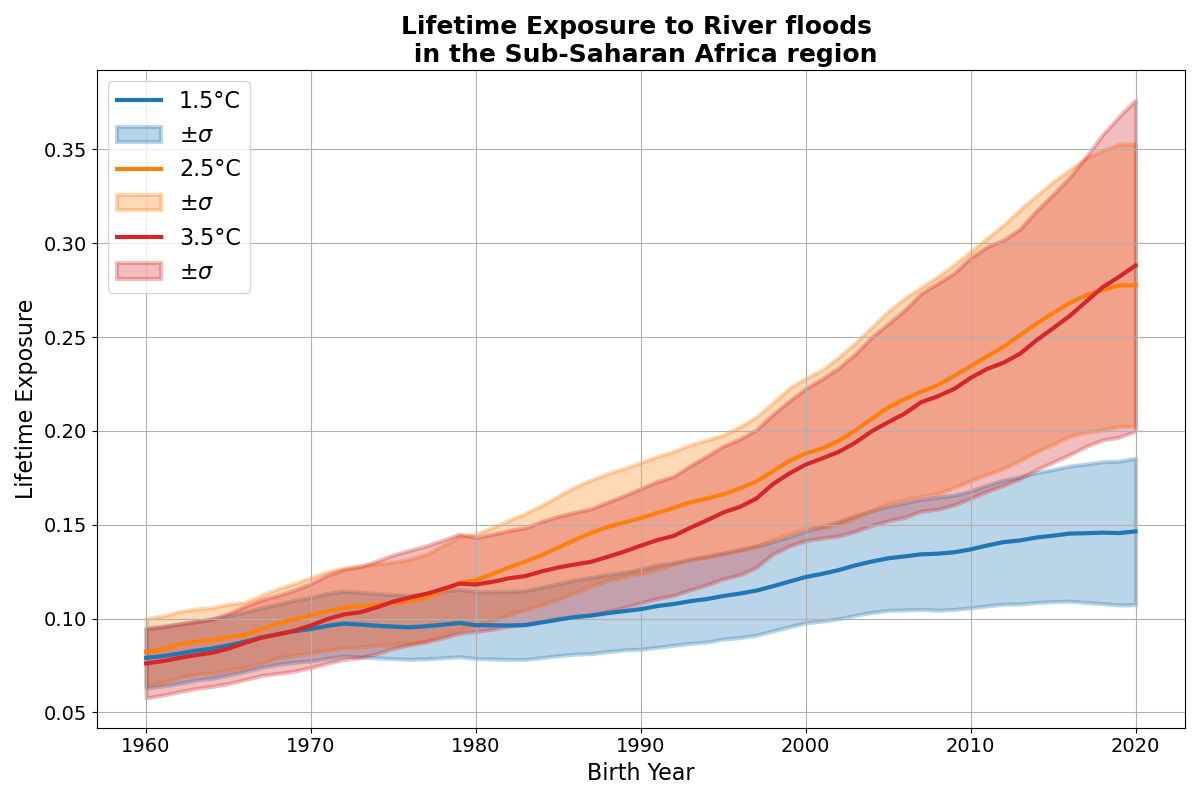 Lifetime Exposure to River floods
in the Sub-Saharan Africa region
1.5°C
±σ
2.5°C
±σ
3.5°C
±σ
Lifetime Exposure
0.35
0.30
0.25
0.20
0.15
0.10
0.05
1960 1970 1980 1990 2000 2010 2020
Birth Year